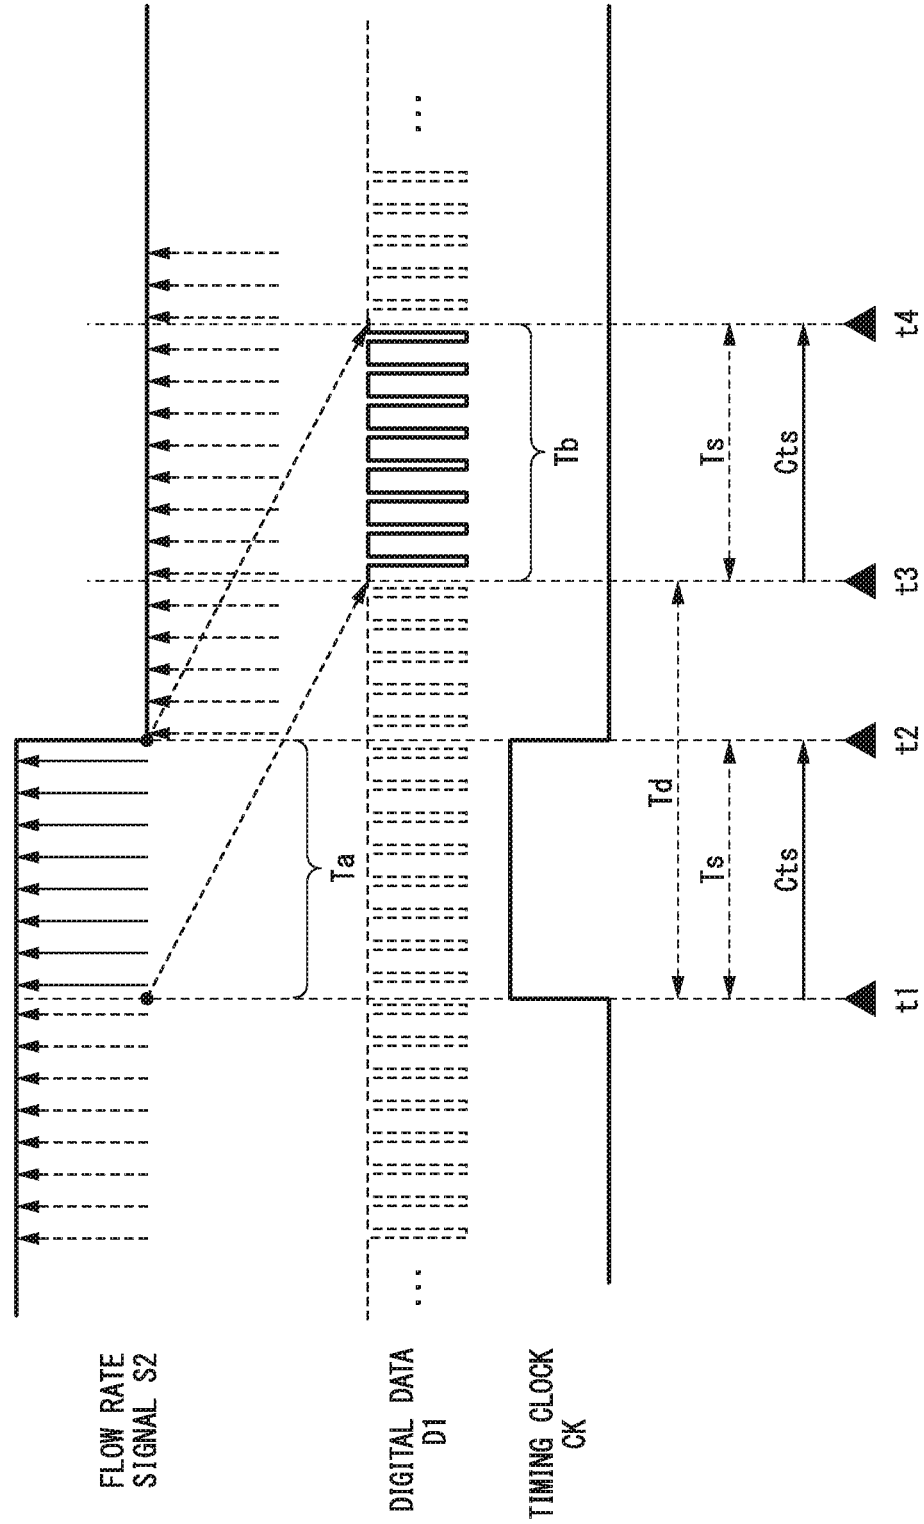 FLOW RATE
SIGNAL S2
Ta
DIGITAL DATA
D1
...
...
Tb
TIMING CLOCK
CK
Td
Ts
Ts
Cts
Cts
t1
t2
t3
t4